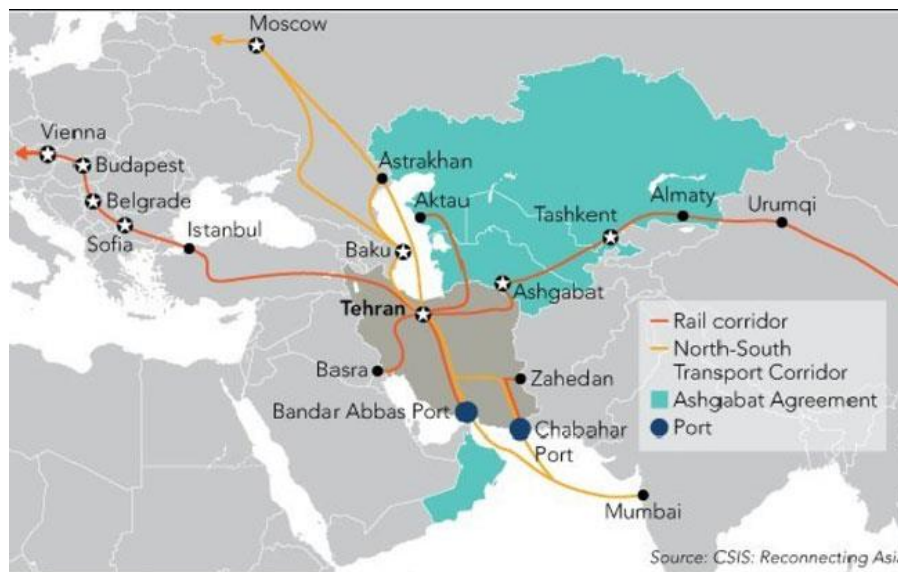 Moscow
Vienna
Budapest
Belgrade
Sofia
Istanbul
Astrakhan
Aktau
Baku
Tashkent
Almaty
Urumqi
Ashgabat
Tehran
Basra
Zahedan
Bandar Abbas Port
Chabahar
Port
Mumbai
Rail corridor
North-South
Transport Corridor
Ashgabat Agreement
Port
Source: CSIS: Reconnecting Asia